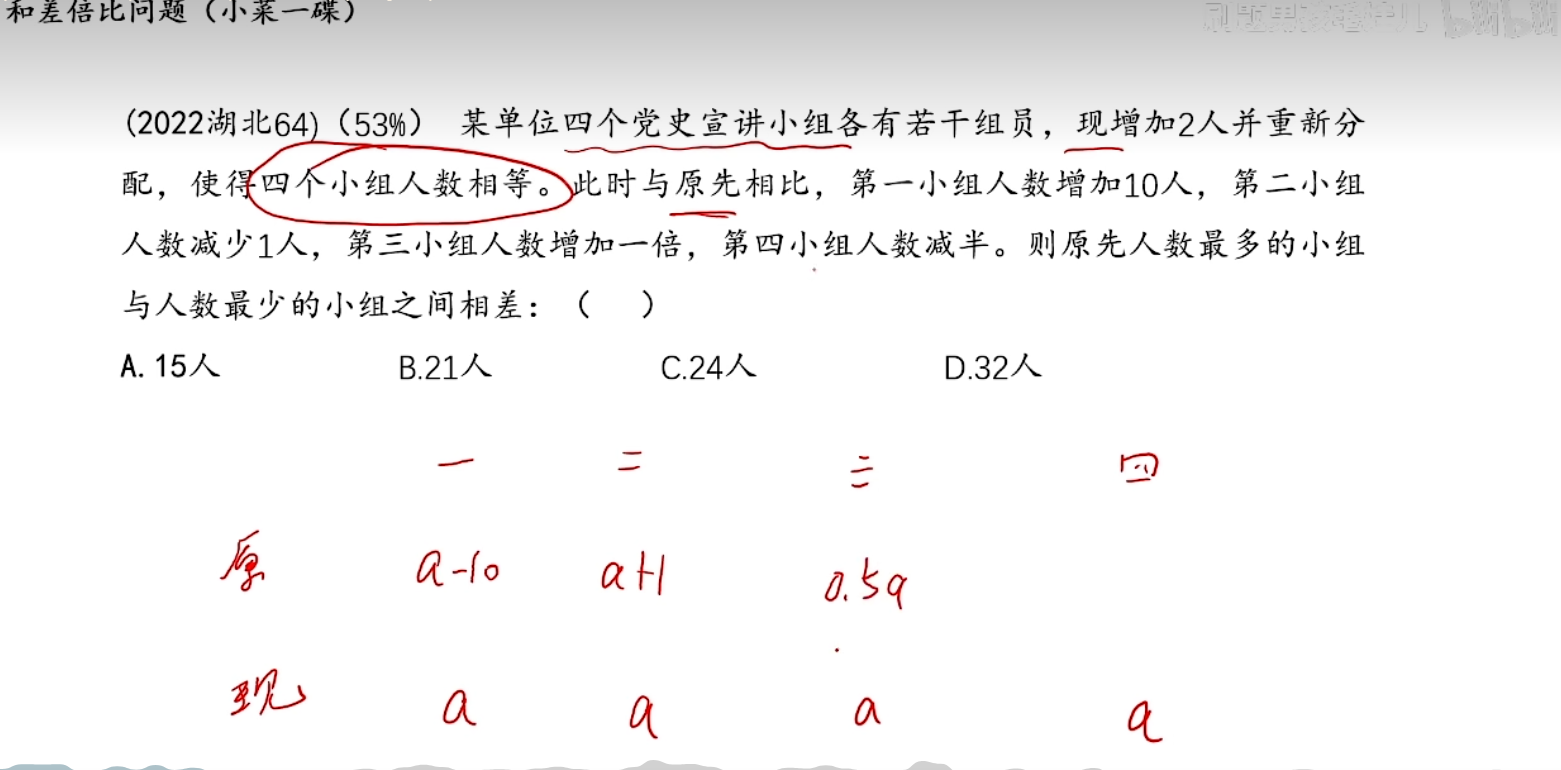 和差倍比问题（小菜一碟）
(2022湖北64)（53%） 某单位四个党史宣讲小组各有若干组员，现增加2人并重新分
配，使得四个小组人数相等。此时与原先相比，第一小组人数增加10人，第二小组
人数减少1人，第三小组人数增加一倍，第四小组人数减半。则原先人数最多的小组
与人数最少的小组之间相差：（ ）
A. 15人 B.21人 C.24人 D.32人
一 二 三 四
原 a-10 a+1 0.5a
现 a a a a